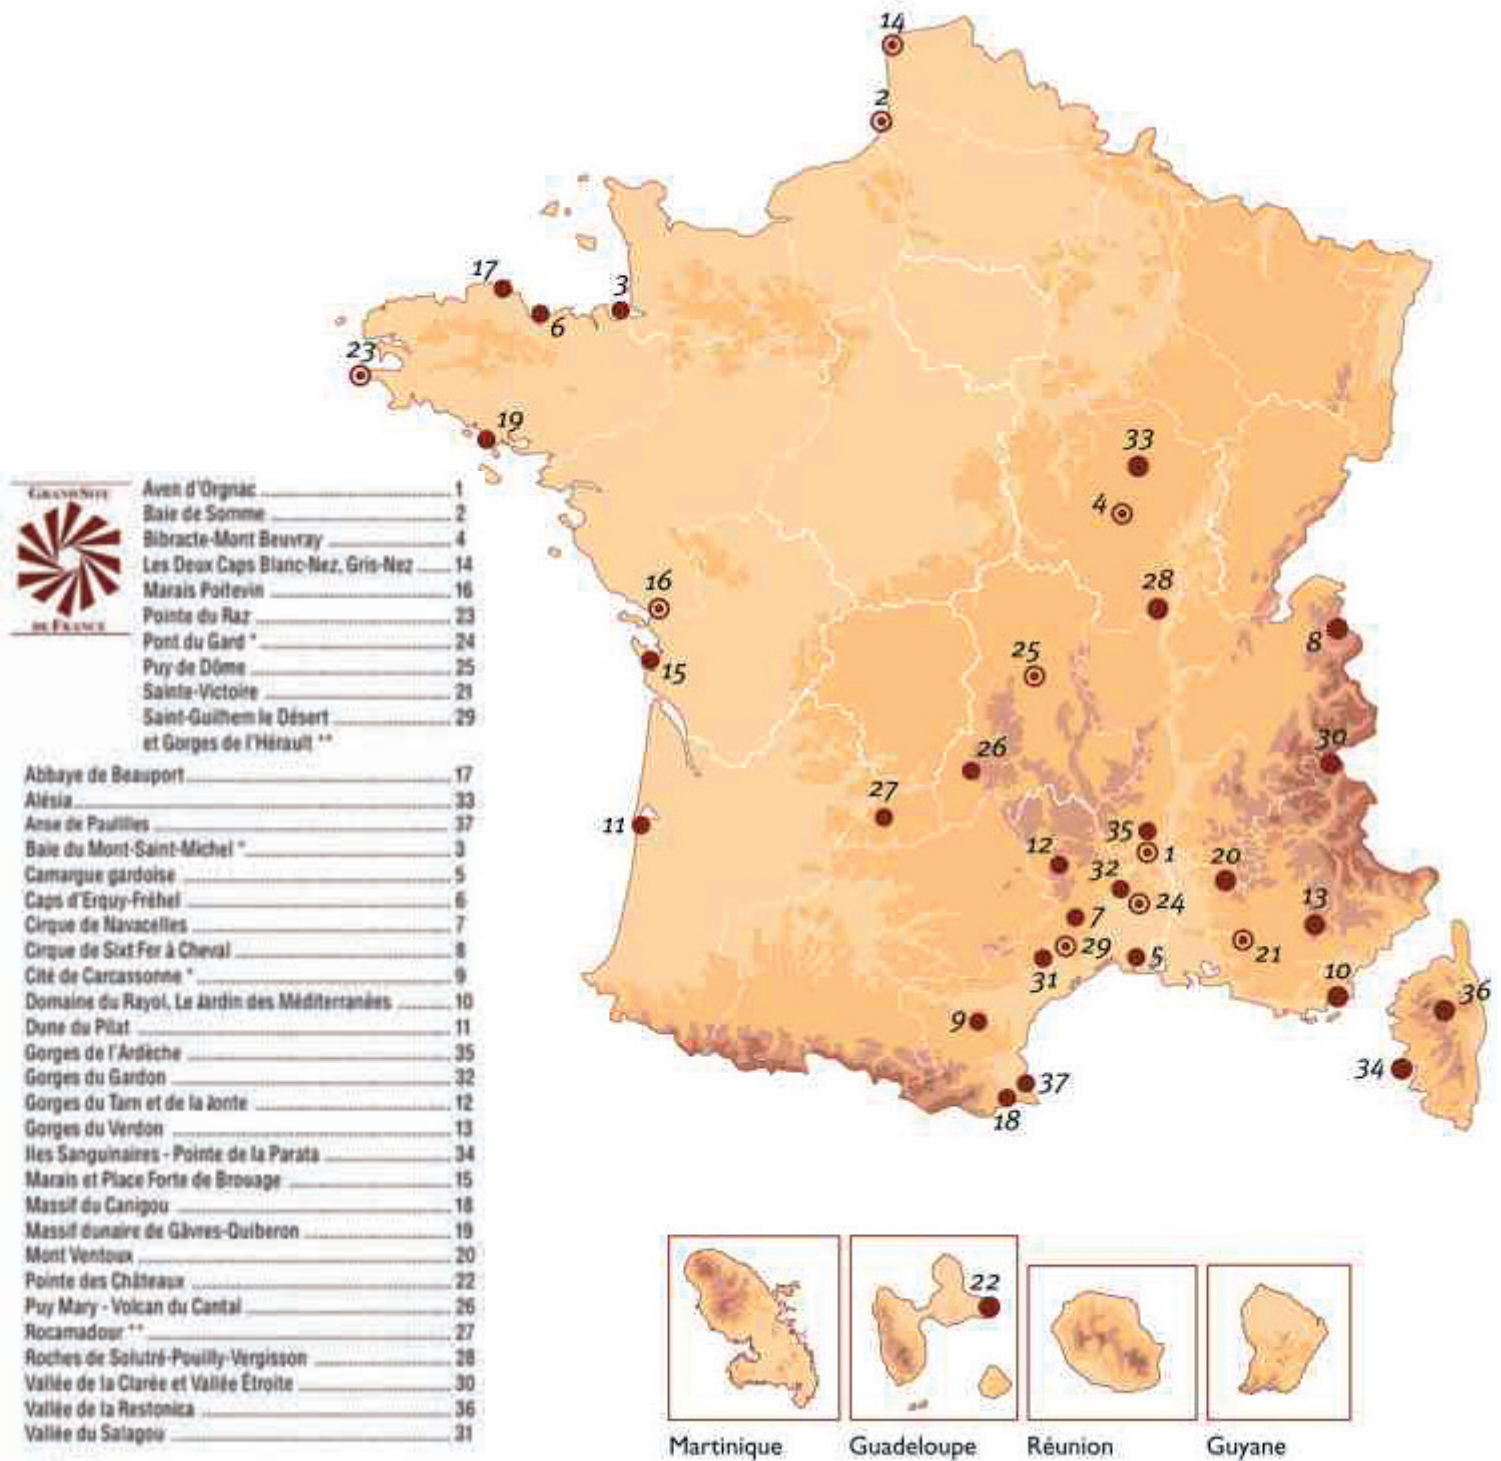 GRAND SITE
DE FRANCE
Aven d'Orgnac 1
Baie de Somme 2
Bibracte-Mont Beuvray 4
Les Deux Caps Blanc-Nez, Gris-Nez 14
Marais Poitevin 16
Pointe du Raz 23
Pont du Gard * 24
Puy de Dôme 25
Sainte-Victoire 21
Saint-Guilhem le Désert 29
et Gorges de l'Hérault **
Abbaye de Beauport 17
Alésia 33
Anse de Paulilles 37
Baie du Mont-Saint-Michel * 3
Camargue gardoise 5
Caps d'Erquy-Fréhel 6
Cirque de Navacelles 7
Cirque de Sixt Fer à Cheval 8
Cité de Carcassonne * 9
Domaine du Rayol, Le Jardin des Méditerranées 10
Dune du Pilat 11
Gorges de l'Ardèche 35
Gorges du Gardon 32
Gorges du Tarn et de la Jonte 12
Gorges du Verdon 13
Iles Sanguinaires - Pointe de la Parata 34
Marais et Place Forte de Brouage 15
Massif du Canigou 18
Massif dunaire de Gâvres-Quiberon 19
Mont Ventoux 20
Pointe des Châteaux 22
Puy Mary - Volcan du Cantal 26
Rocamadour ** 27
Roches de Solutré-Pouilly-Vergisson 28
Vallée de la Clarée et Vallée Étroite 30
Vallée de la Restonica 36
Vallée du Salagou 31
14
2
17
3
6
23
19
33
4
16
28
8
15
25
30
26
27
11
35
12
1
32
20
24
13
7
29
21
5
31
10
36
9
34
37
18
22
Martinique
Guadeloupe
Réunion
Guyane